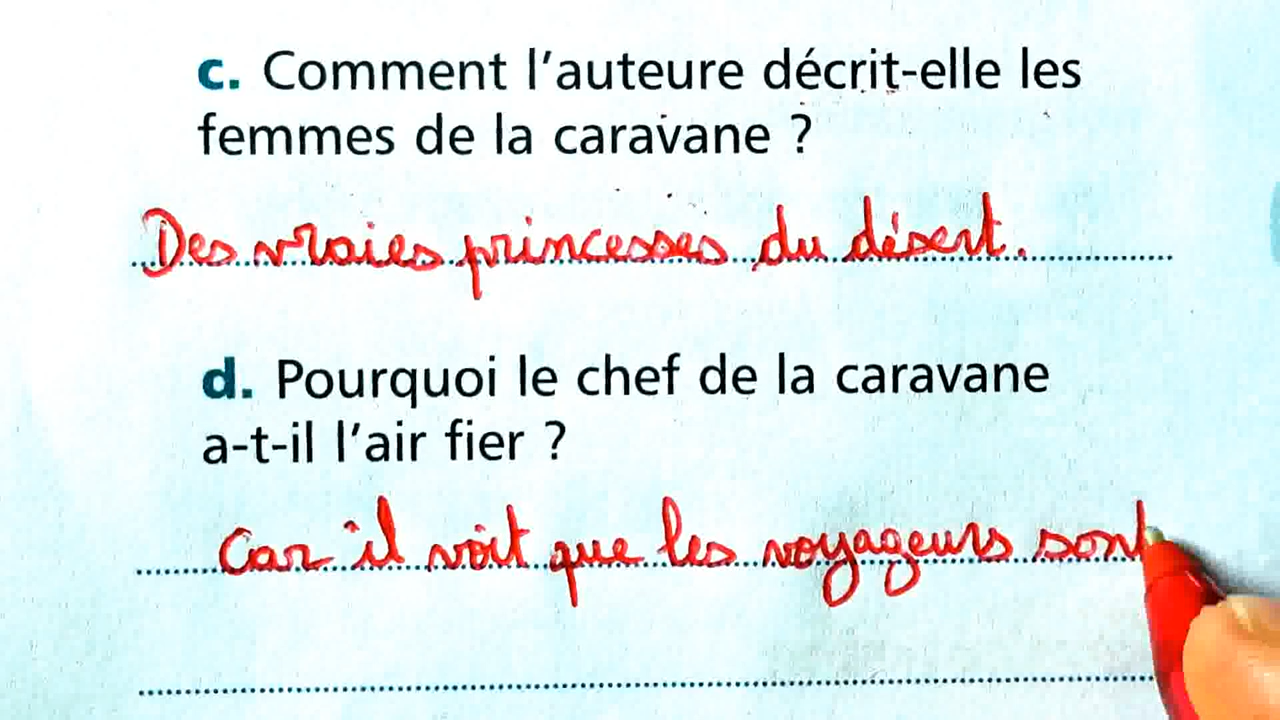 c. Comment l'auteure décrit-elle les
femmes de la caravane ?
Des vraies princesses du désert.
d. Pourquoi le chef de la caravane
a-t-il l'air fier ?
Car il voit que les voyageurs sont